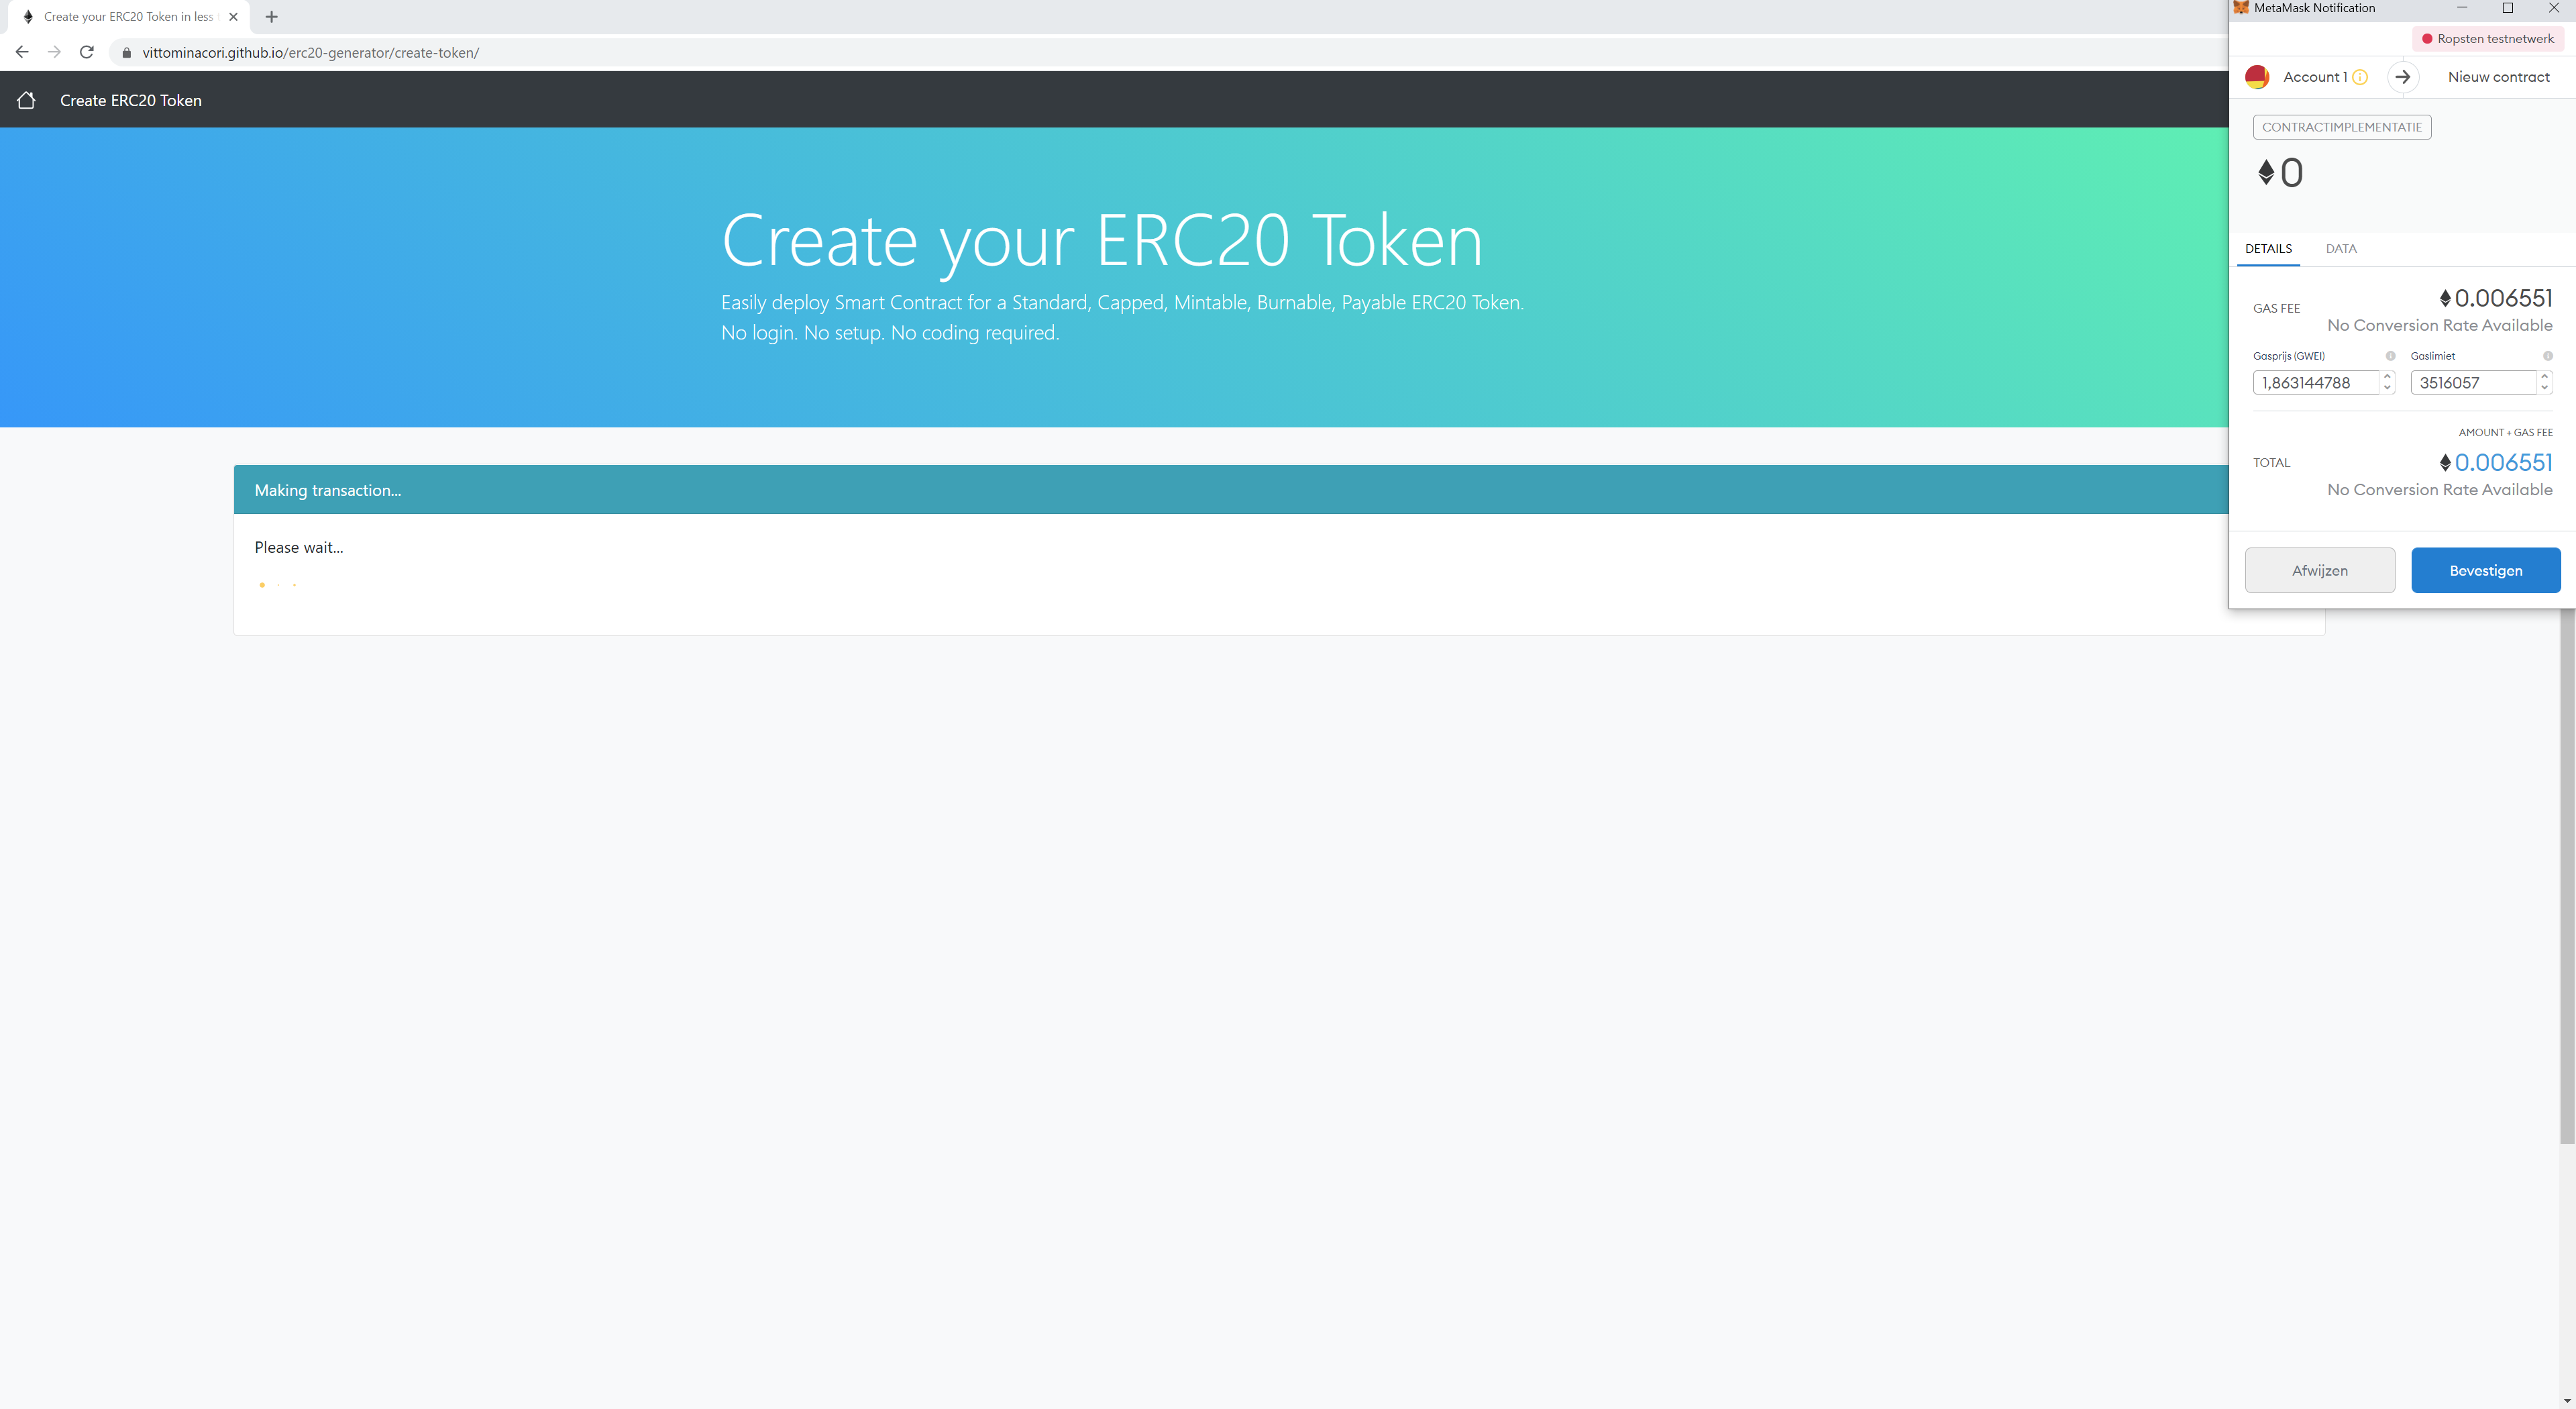 Create your ERC20 Token in less
vittominacori.github.io/erc20-generator/create-token/
Create ERC20 Token
Create your ERC20 Token
Easily deploy Smart Contract for a Standard, Capped, Mintable, Burnable, Payable ERC20 Token.
No login. No setup. No coding required.
Making transaction...
Please wait...
MetaMask Notification
Ropsten testnetwerk
Account 1
Nieuw contract
CONTRACTIMPLEMENTATIE
0
DETAILS DATA
GAS FEE
0.006551
No Conversion Rate Available
Gasprijs (GWEI) Gaslimiet
1,863144788 3516057
AMOUNT + GAS FEE
TOTAL
0.006551
No Conversion Rate Available
Afwijzen Bevestigen